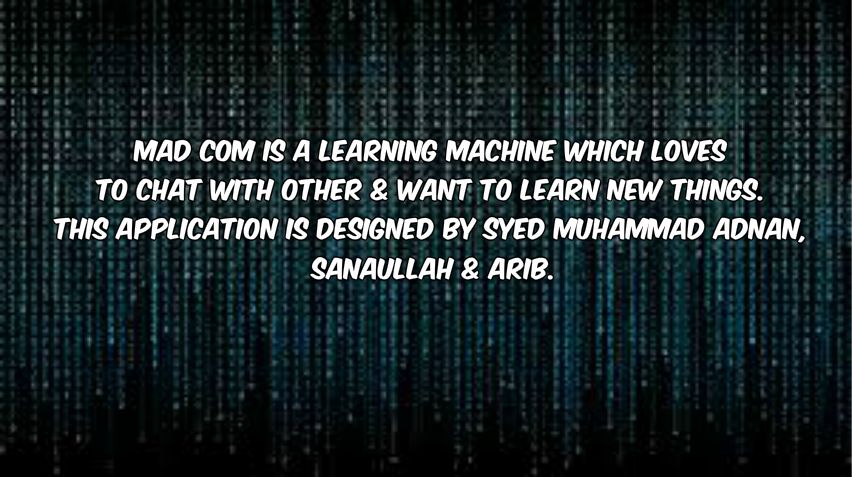 MAD COM IS A LEARNING MACHINE WHICH LOVES
TO CHAT WITH OTHER & WANT TO LEARN NEW THINGS.
THIS APPLICATION IS DESIGNED BY SYED MUHAMMAD ADNAN,
SANAULLAH & ARIB.